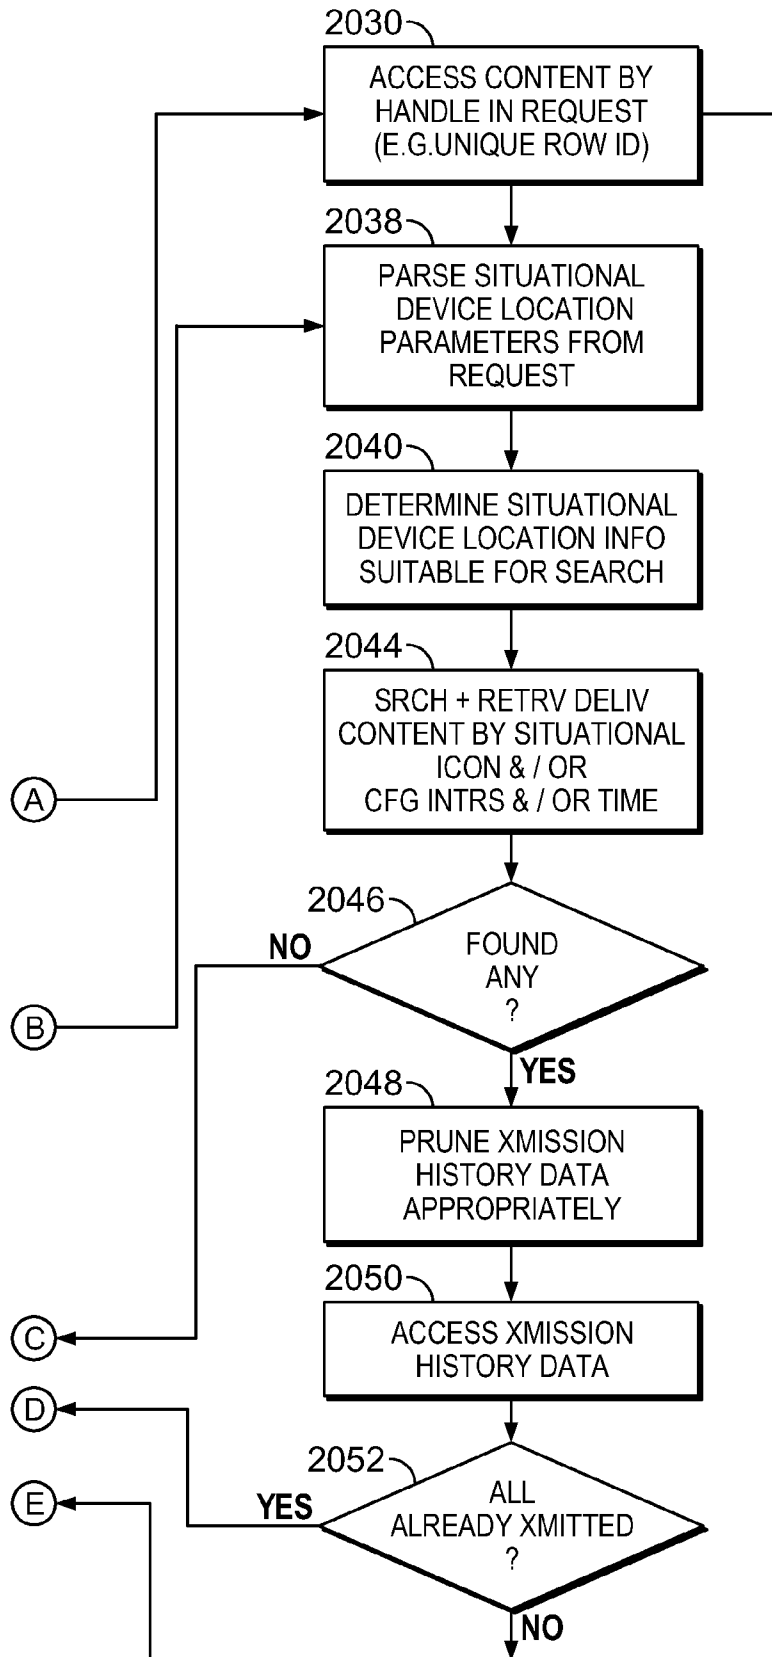 2030
ACCESS CONTENT BY
HANDLE IN REQUEST
(E.G.UNIQUE ROW ID)
2038
PARSE SITUATIONAL
DEVICE LOCATION
PARAMETERS FROM
REQUEST
2040
DETERMINE SITUATIONAL
DEVICE LOCATION INFO
SUITABLE FOR SEARCH
2044
SRCH + RETRV DELIV
CONTENT BY SITUATIONAL
ICON & / OR
CFG INTRS & / OR TIME
A
2046
NO
FOUND
ANY
?
B
YES
2048
PRUNE XMISSION
HISTORY DATA
APPROPRIATELY
2050
ACCESS XMISSION
HISTORY DATA
C
D
2052
YES
ALL
ALREADY XMITTED
?
E
NO